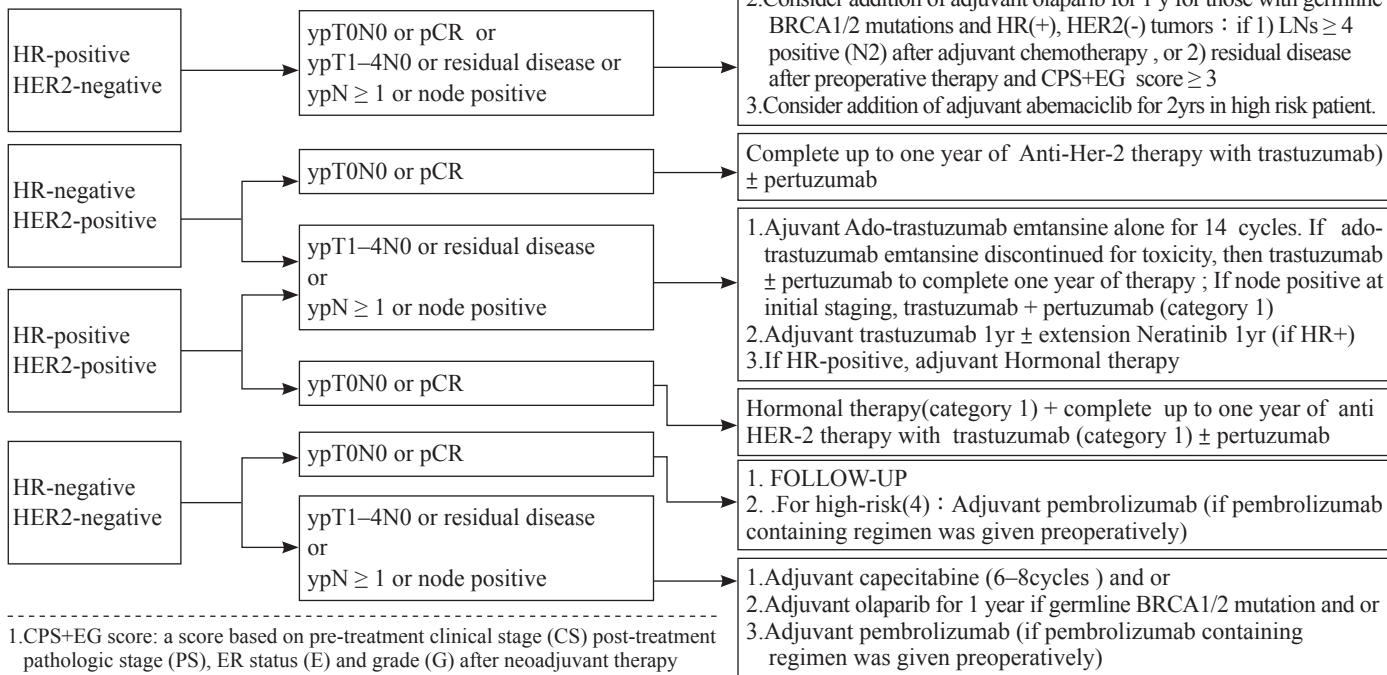 2.Consider addition of adjuvant olaparib for 1 y for those with germline
BRCA1/2 mutations and HR(+), HER2(-) tumors：if 1) LNs ≥ 4
positive (N2) after adjuvant chemotherapy , or 2) residual disease
after preoperative therapy and CPS+EG score ≥ 3
3.Consider addition of adjuvant abemaciclib for 2yrs in high risk patient.
HR-positive
HER2-negative
ypT0N0 or pCR or
ypT1–4N0 or residual disease or
ypN ≥ 1 or node positive
HR-negative
HER2-positive
ypT0N0 or pCR
Complete up to one year of Anti-Her-2 therapy with trastuzumab)
± pertuzumab
ypT1–4N0 or residual disease
or
ypN ≥ 1 or node positive
1.Ajuvant Ado-trastuzumab emtansine alone for 14 cycles. If ado-
trastuzumab emtansine discontinued for toxicity, then trastuzumab
± pertuzumab to complete one year of therapy ; If node positive at
initial staging, trastuzumab + pertuzumab (category 1)
2.Adjuvant trastuzumab 1yr ± extension Neratinib 1yr (if HR+)
3.If HR-positive, adjuvant Hormonal therapy
HR-positive
HER2-positive
ypT0N0 or pCR
Hormonal therapy(category 1) + complete up to one year of anti
HER-2 therapy with trastuzumab (category 1) ± pertuzumab
HR-negative
HER2-negative
ypT0N0 or pCR
1. FOLLOW-UP
2. .For high-risk(4)：Adjuvant pembrolizumab (if pembrolizumab
containing regimen was given preoperatively)
ypT1–4N0 or residual disease
or
ypN ≥ 1 or node positive
1.Adjuvant capecitabine (6–8cycles ) and or
2.Adjuvant olaparib for 1 year if germline BRCA1/2 mutation and or
3.Adjuvant pembrolizumab (if pembrolizumab containing
regimen was given preoperatively)
1.CPS+EG score: a score based on pre-treatment clinical stage (CS) post-treatment
pathologic stage (PS), ER status (E) and grade (G) after neoadjuvant therapy